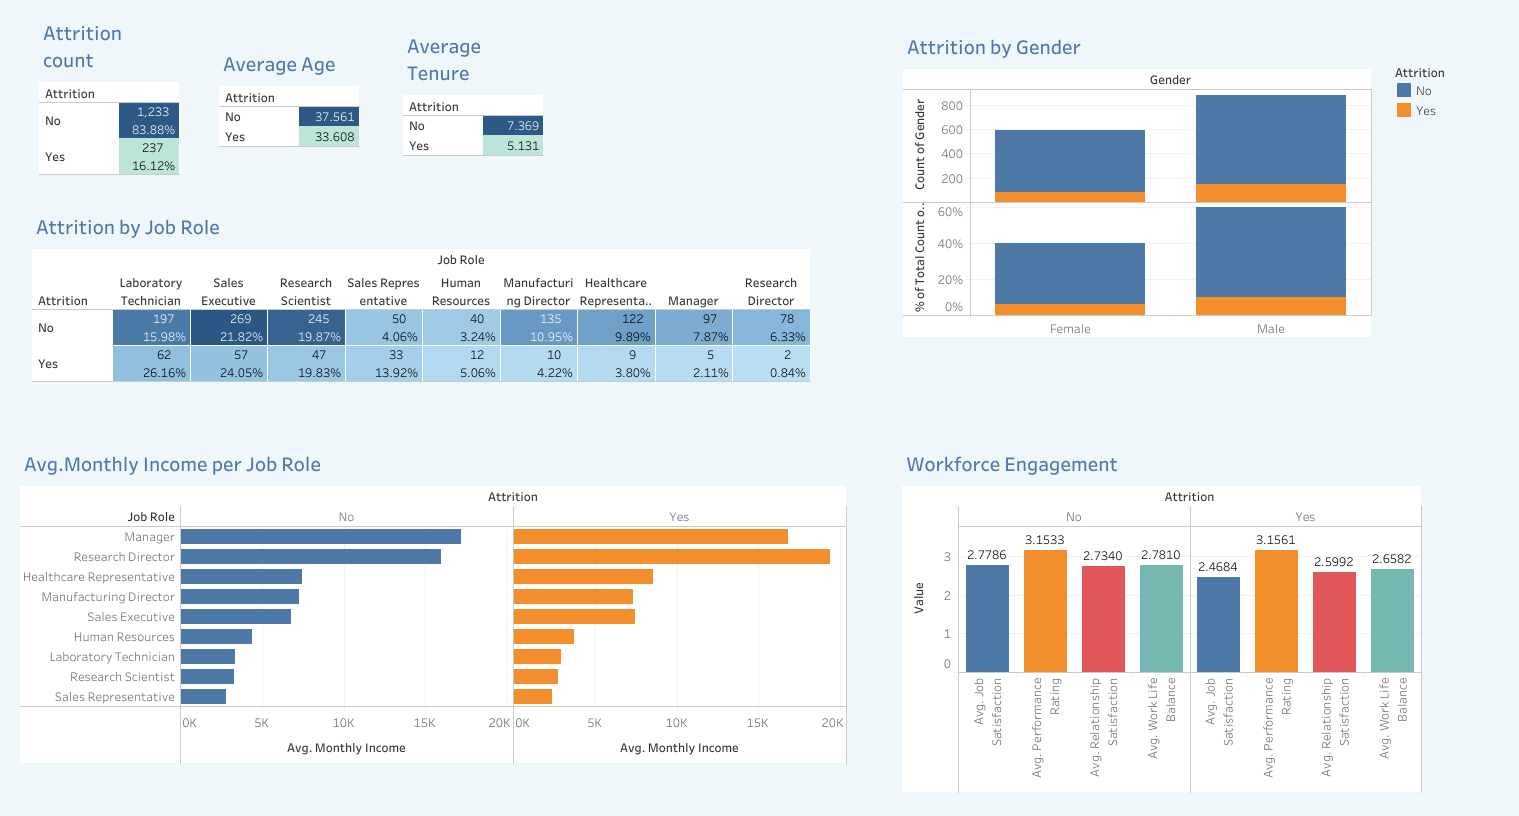 Attrition
count
Attrition
No
1,233
83.88%
Yes
237
16.12%
Average Age
Attrition
No 37.561
Yes 33.608
Average
Tenure
Attrition
No 7.369
Yes 5.131
Attrition by Gender
Gender
Count of Gender
800
600
400
200
% of Total Count o..
60%
40%
20%
0%
Female Male
Attrition
No
Yes
Attrition by Job Role
Job Role
Laboratory Sales Research Sales Repres Human Manufacturi Healthcare Research
Attrition Technician Executive Scientist entative Resources ng Director Representa.. Manager Director
No
197 269 245 50 40 135 122 97 78
15.98% 21.82% 19.87% 4.06% 3.24% 10.95% 9.89% 7.87% 6.33%
Yes
62 57 47 33 12 10 9 5 2
26.16% 24.05% 19.83% 13.92% 5.06% 4.22% 3.80% 2.11% 0.84%
Avg.Monthly Income per Job Role
Attrition
Job Role No Yes
Manager
Research Director
Healthcare Representative
Manufacturing Director
Sales Executive
Human Resources
Laboratory Technician
Research Scientist
Sales Representative
0K 5K 10K 15K 20K 0K 5K 10K 15K 20K
Avg. Monthly Income Avg. Monthly Income
Workforce Engagement
Attrition
No Yes
Value
3
2
1
0
2.7786 3.1533 2.7340 2.7810 2.4684 3.1561 2.5992 2.6582
Avg. Job
Satisfaction
Avg. Performance
Rating
Avg. Relationship
Satisfaction
Avg. Work Life
Balance
Avg. Job
Satisfaction
Avg. Performance
Rating
Avg. Relationship
Satisfaction
Avg. Work Life
Balance